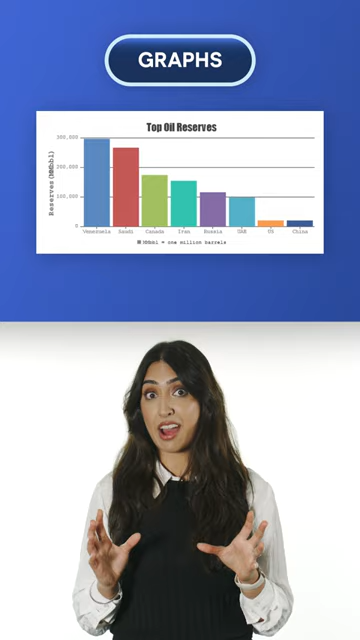 GRAPHS
Top Oil Reserves
Reserves (MMbbl)
300,000
200,000
100,000
0
Venezuela Saudi Canada Iran Russia UAE US China
MMbbl = one million barrels